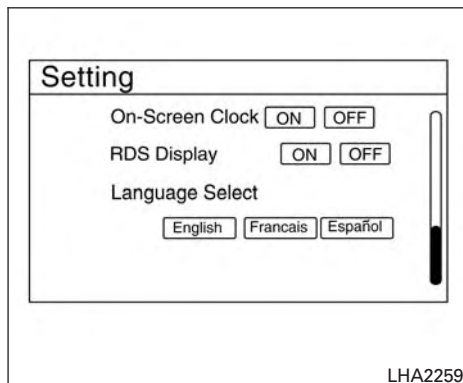 Setting
On-Screen Clock ON OFF
RDS Display ON OFF
Language Select
English Francais Español
LHA2259